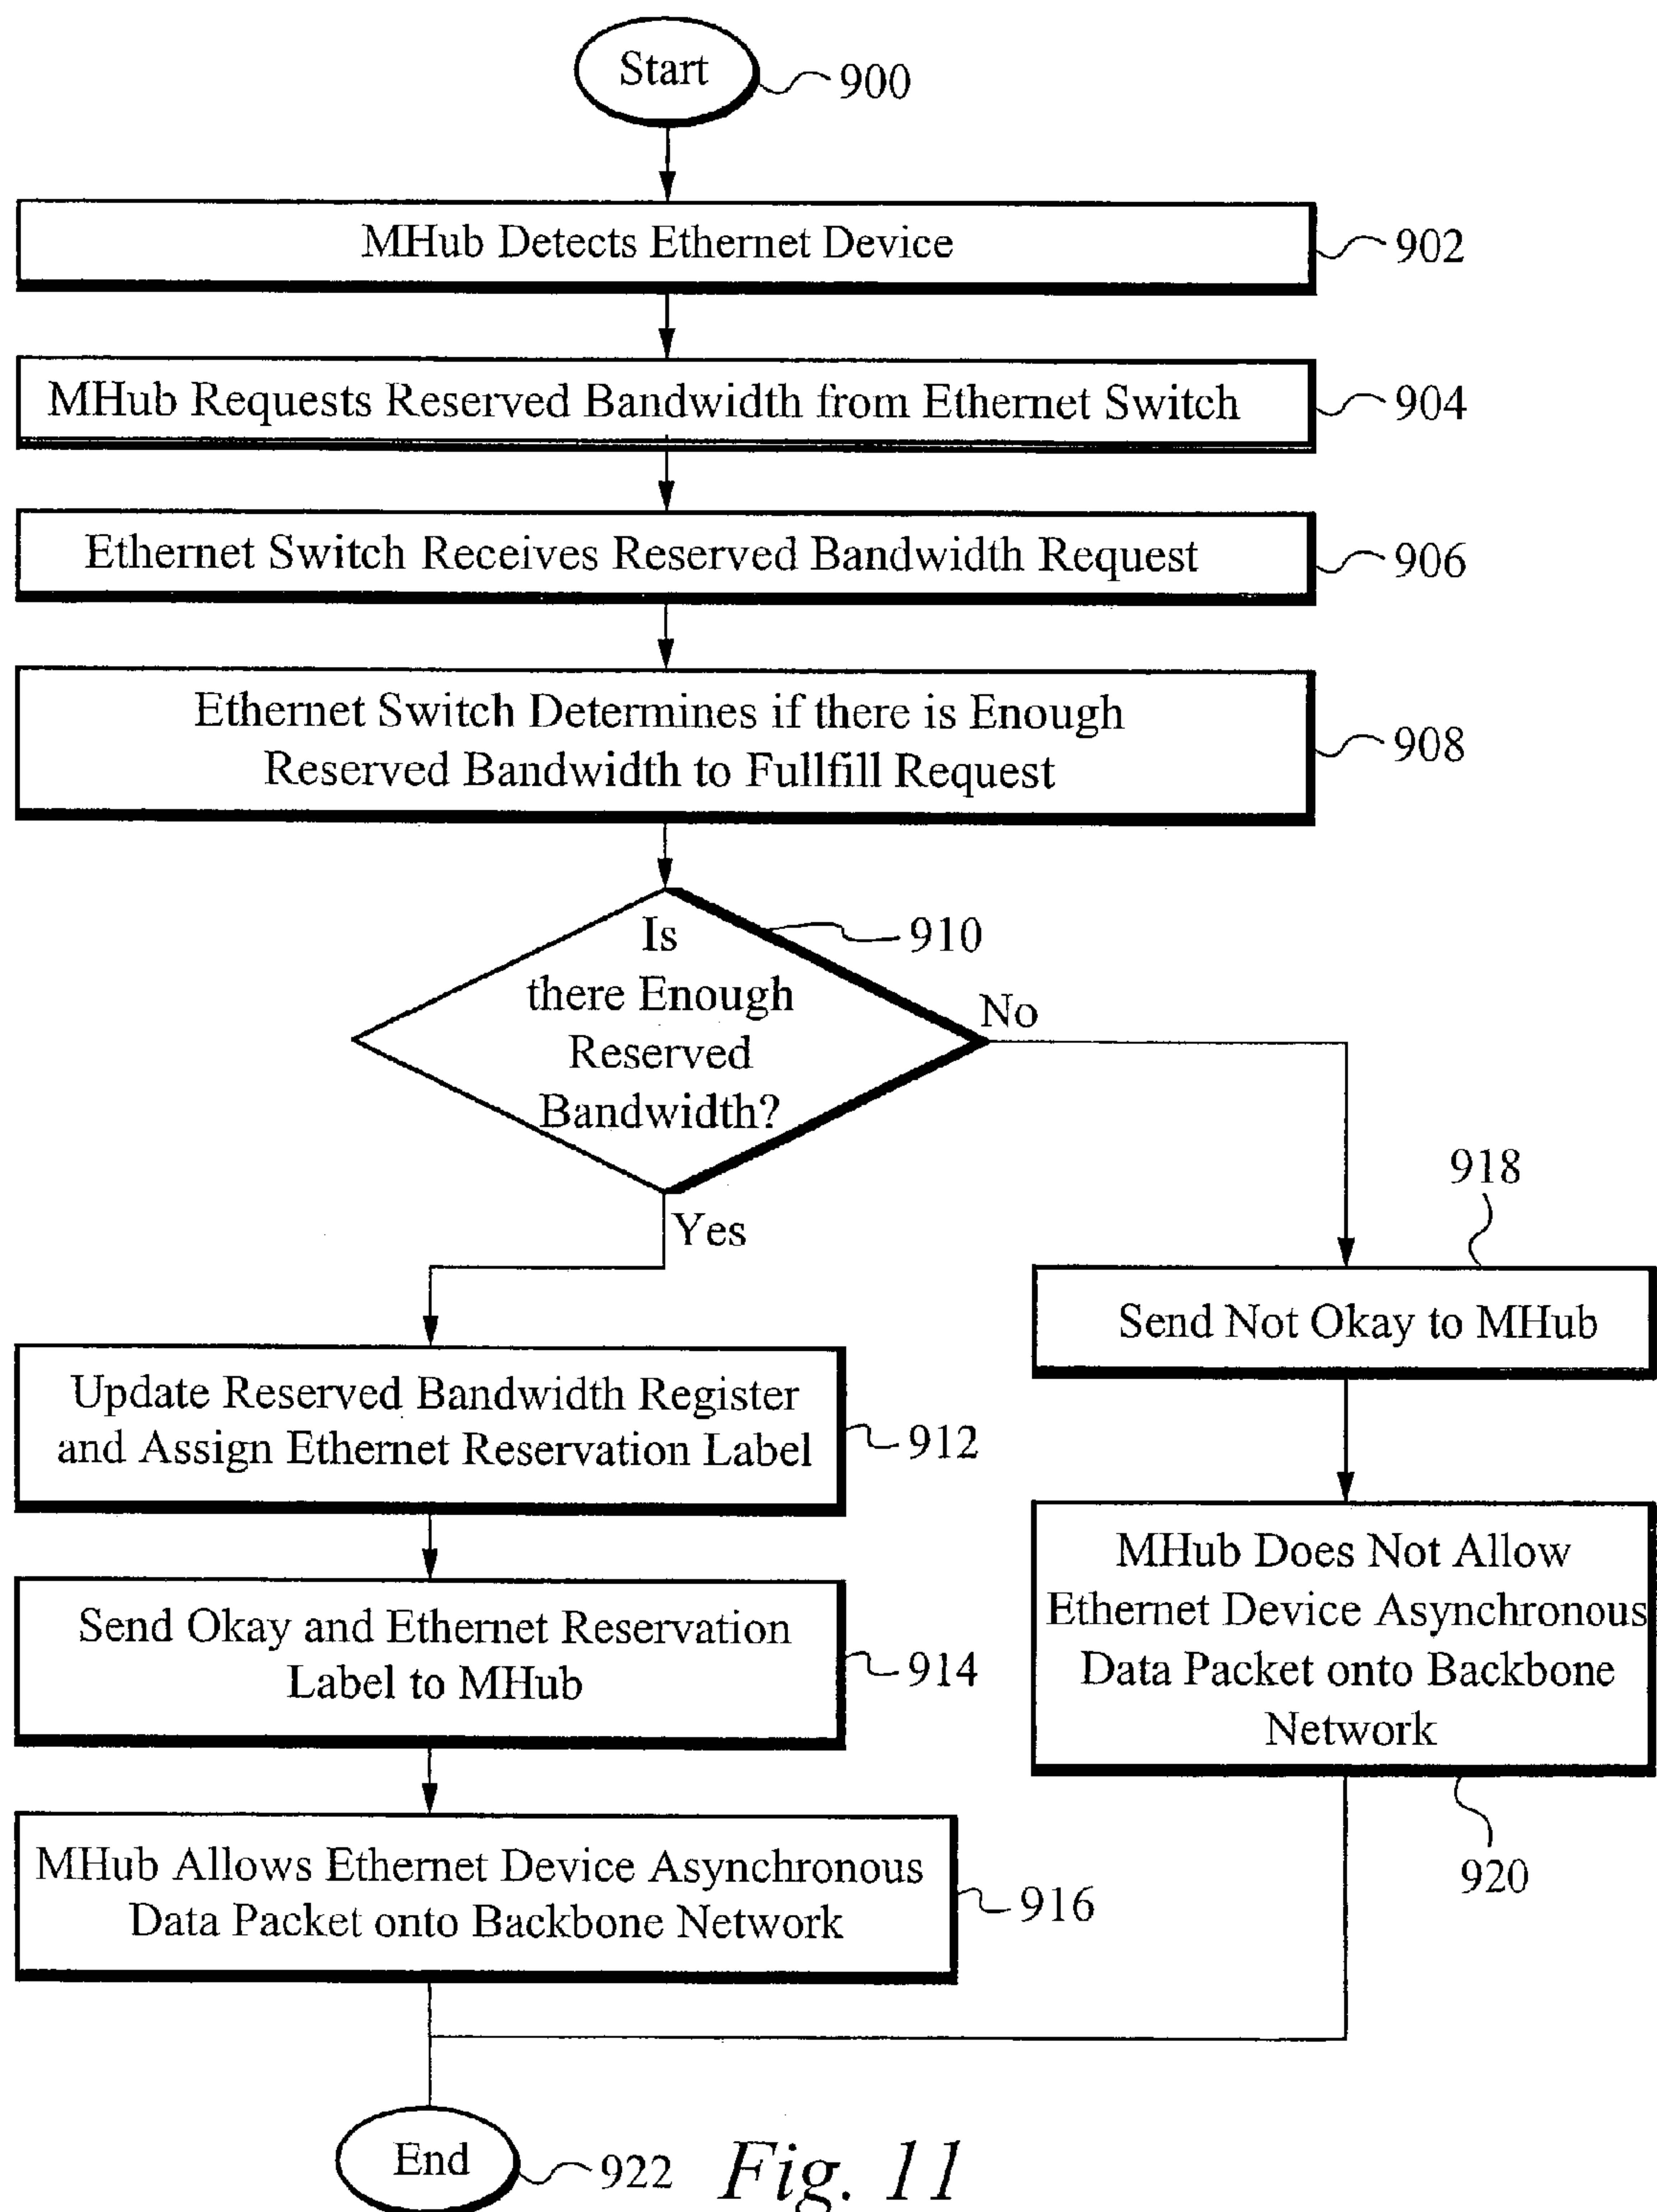 Start
900
MHub Detects Ethernet Device
902
MHub Requests Reserved Bandwidth from Ethernet Switch
904
Ethernet Switch Receives Reserved Bandwidth Request
906
Ethernet Switch Determines if there is Enough
Reserved Bandwidth to Fullfill Request
908
Is
there Enough
Reserved
Bandwidth?
910
No
Yes
918
Send Not Okay to MHub
Update Reserved Bandwidth Register
and Assign Ethernet Reservation Label
912
MHub Does Not Allow
Ethernet Device Asynchronous
Data Packet onto Backbone
Network
920
Send Okay and Ethernet Reservation
Label to MHub
914
MHub Allows Ethernet Device Asynchronous
Data Packet onto Backbone Network
916
End
922
Fig. 11